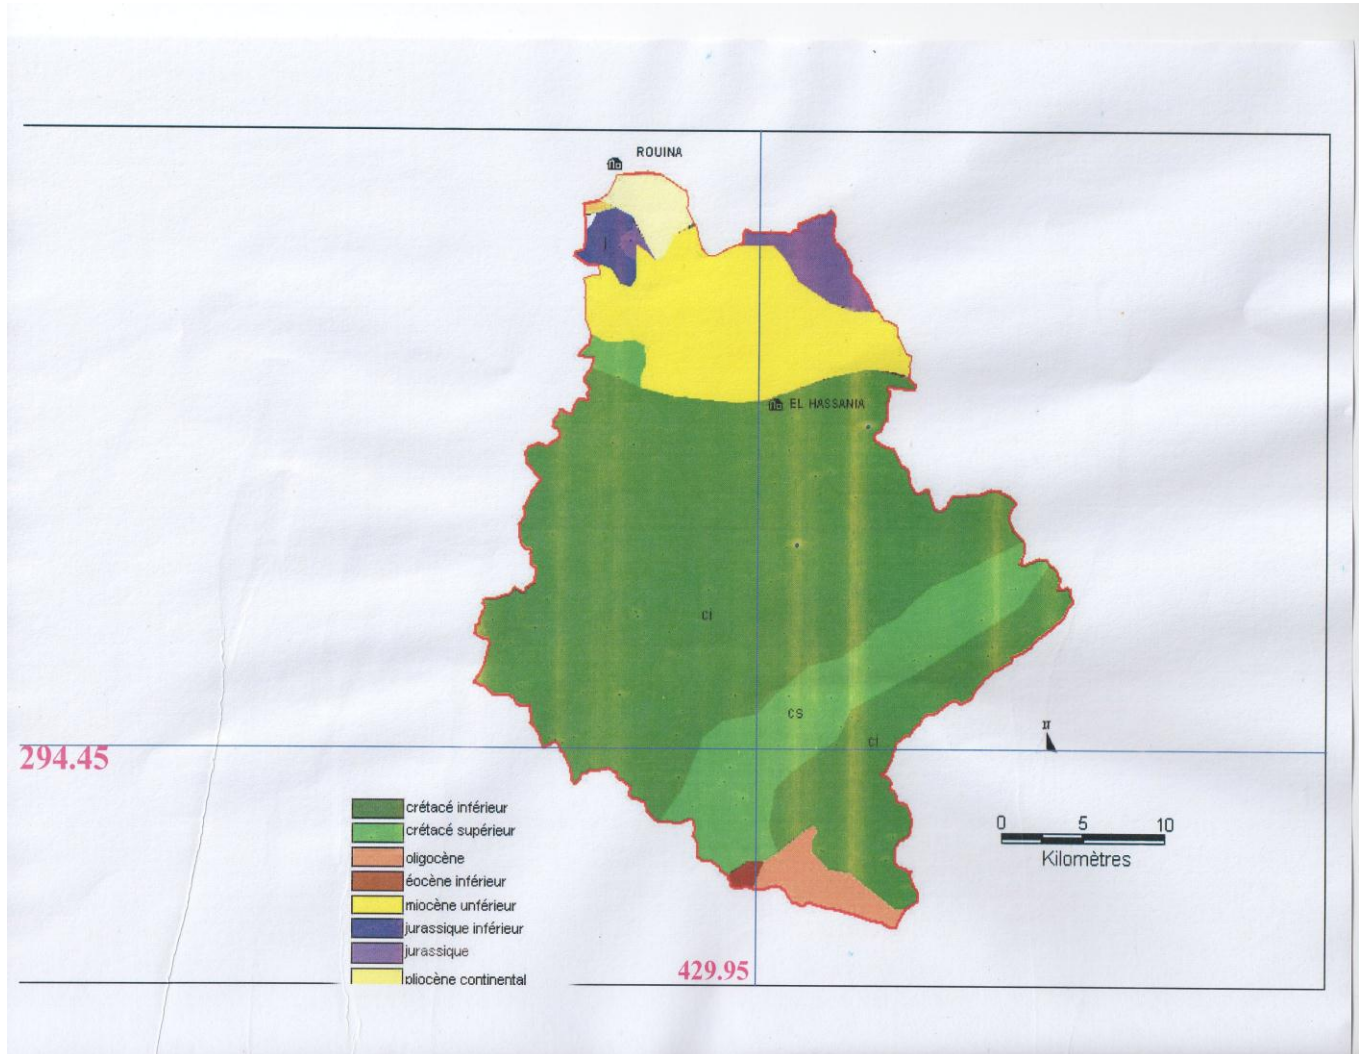 ROUINA
j
EL HASSANIA
ci
cs
ci
N
294.45
crétacé inférieur
crétacé supérieur
oligocène
éocène inférieur
miocène unférieur
jurassique inférieur
jurassique
pliocène continental
0 5 10
Kilomètres
429.95